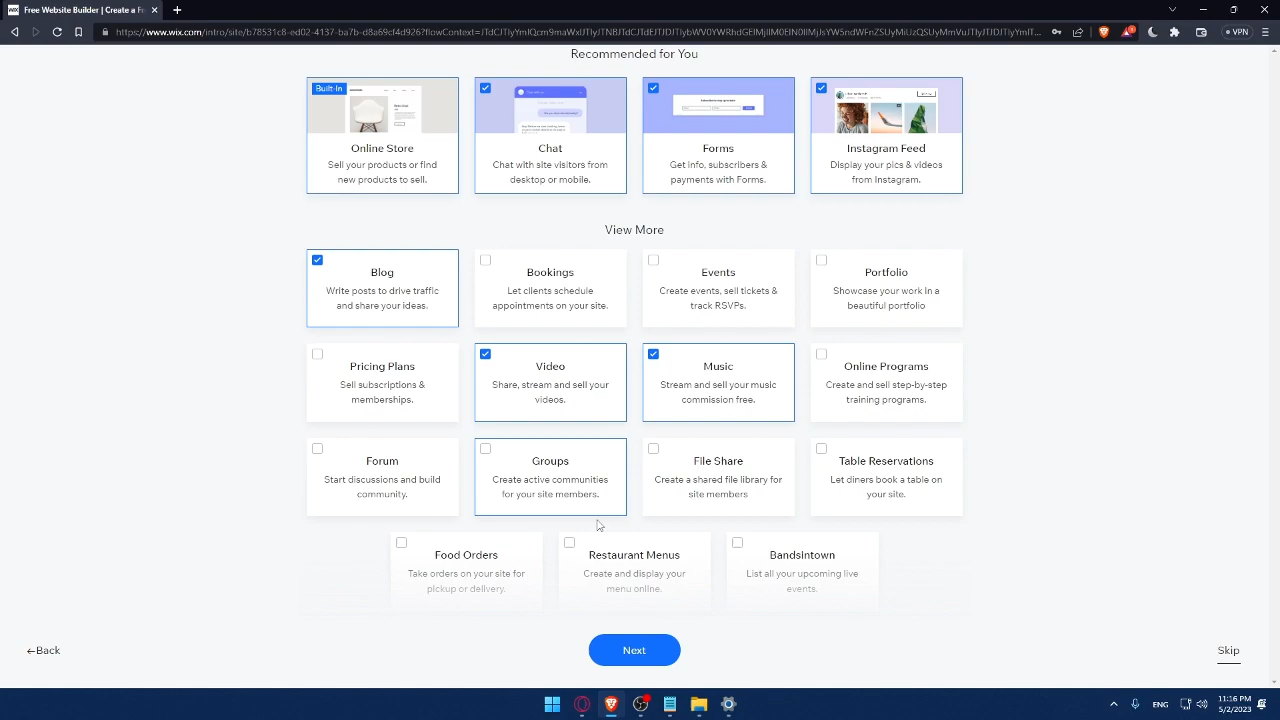 Free Website Builder | Create a Fr
Recommended for You
Built-In
Online Store
Sell your products or find
new products to sell.
Chat
Chat with site visitors from
desktop or mobile.
Forms
Get info, subscribers &
payments with Forms.
Instagram Feed
Display your pics & videos
from Instagram.
View More
Blog
Write posts to drive traffic
and share your ideas.
Bookings
Let clients schedule
appointments on your site.
Events
Create events, sell tickets &
track RSVPs.
Portfolio
Showcase your work in a
beautiful portfolio
Pricing Plans
Sell subscriptions &
memberships.
Video
Share, stream and sell your
videos.
Music
Stream and sell your music
commission free.
Online Programs
Create and sell step-by-step
training programs.
Forum
Start discussions and build
community.
Groups
Create active communities
for your site members.
File Share
Create a shared file library for
site members
Table Reservations
Let diners book a table on
your site.
Food Orders
Take orders on your site for
pickup or delivery.
Restaurant Menus
Create and display your
menu online.
Bandsintown
List all your upcoming live
events.
←Back
Next
Skip
VPN
ENG
11:16 PM
5/2/2023